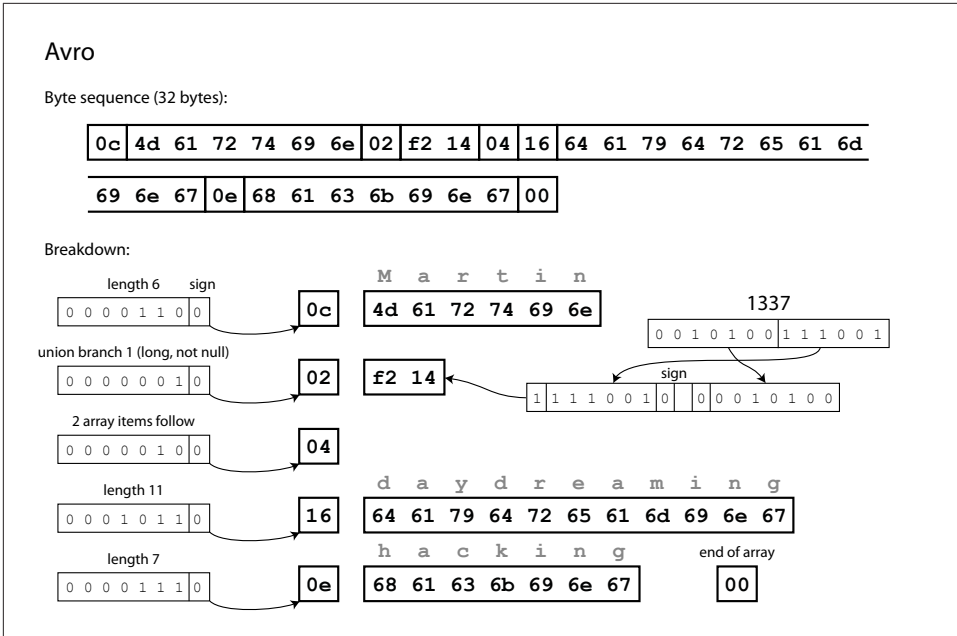 Avro
Byte sequence (32 bytes):
0c 4d 61 72 74 69 6e 02 f2 14 04 16 64 61 79 64 72 65 61 6d
69 6e 67 0e 68 61 63 6b 69 6e 67 00
Breakdown:
length 6 sign
0 0 0 0 1 1 0 0
0c
M a r t i n
4d 61 72 74 69 6e
1337
0 0 1 0 1 0 0 1 1 1 0 0 1
union branch 1 (long, not null)
0 0 0 0 0 0 1 0
02
f2 14
sign
1 1 1 1 0 0 1 0 0 0 0 1 0 1 0 0
2 array items follow
0 0 0 0 0 1 0 0
04
length 11
0 0 0 1 0 1 1 0
16
d a y d r e a m i n g
64 61 79 64 72 65 61 6d 69 6e 67
length 7
0 0 0 0 1 1 1 0
0e
h a c k i n g
68 61 63 6b 69 6e 67
end of array
00